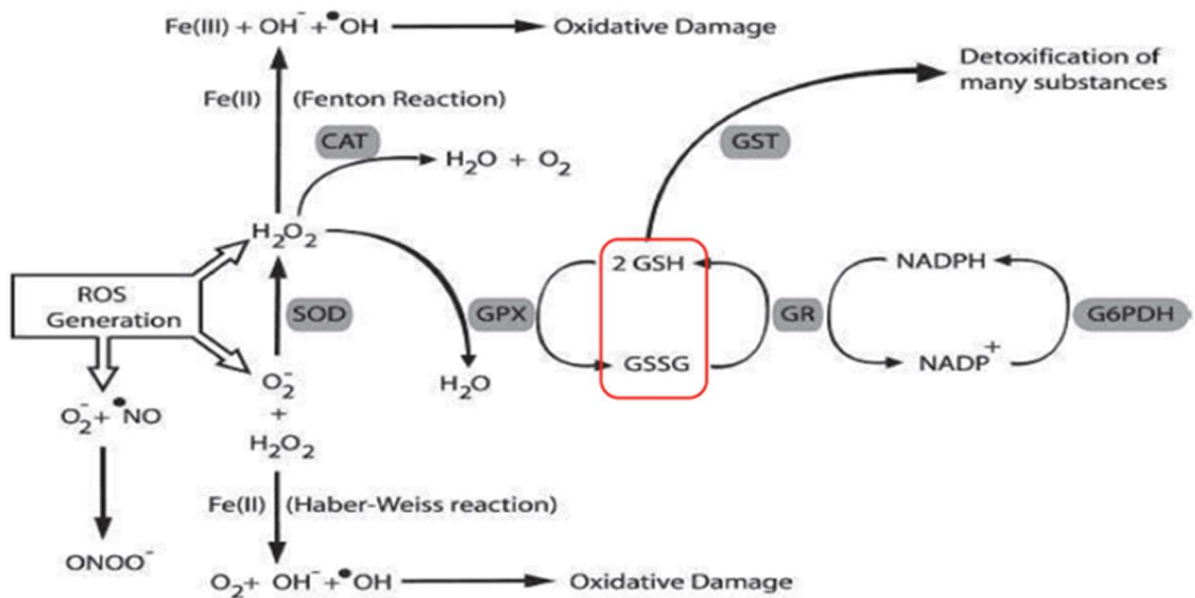 Fe(III) + OH⁻ + •OH
Oxidative Damage
Fe(II)
(Fenton Reaction)
Detoxification of
many substances
CAT
H₂O + O₂
GST
H₂O₂
2 GSH
NADPH
ROS
Generation
SOD
GPX
GR
G6PDH
GSSG
NADP⁺
O₂⁻
H₂O
O₂⁻+ •NO
+
H₂O₂
Fe(II)
(Haber-Weiss reaction)
ONOO⁻
O₂+ OH⁻+•OH
Oxidative Damage